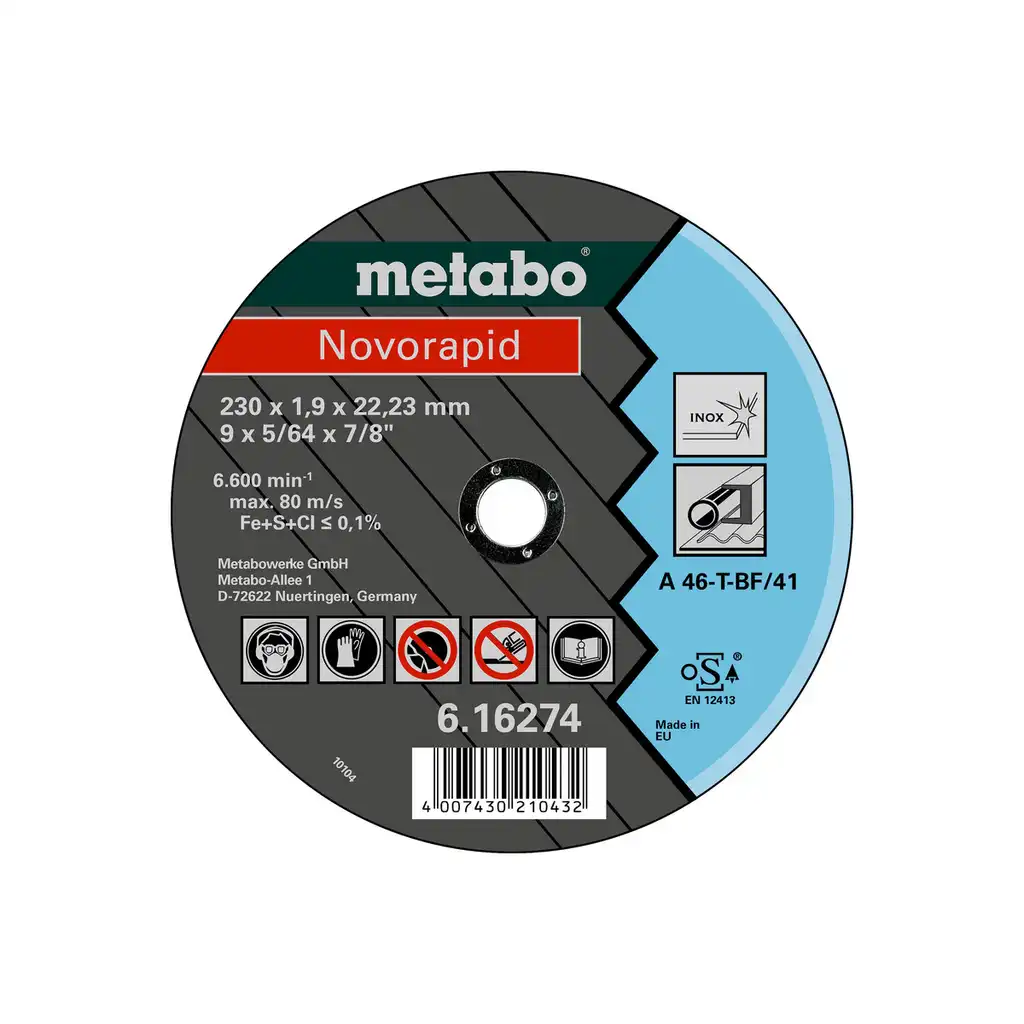 metabo®
Novorapid
230 x 1,9 x 22,23 mm
9 x 5/64 x 7/8"
6.600 min⁻¹
max. 80 m/s
Fe+S+Cl ≤ 0,1%
Metabowerke GmbH
Metabo-Allee 1
D-72622 Nuertingen, Germany
6.16274
10104
4 007430 210432
INOX
A 46-T-BF/41
oS®
EN 12413
Made in
EU